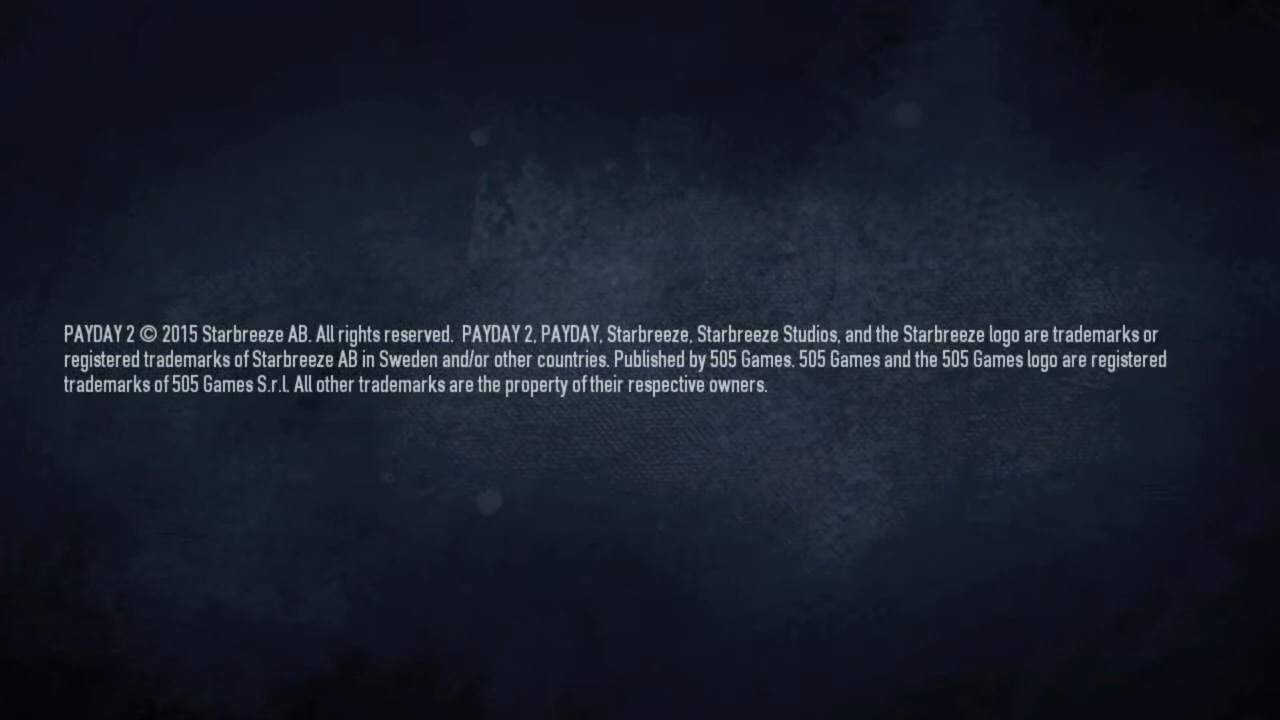 PAYDAY 2 © 2015 Starbreeze AB. All rights reserved.  PAYDAY 2, PAYDAY, Starbreeze, Starbreeze Studios, and the Starbreeze logo are trademarks or
registered trademarks of Starbreeze AB in Sweden and/or other countries. Published by 505 Games. 505 Games and the 505 Games logo are registered
trademarks of 505 Games S.r.l. All other trademarks are the property of their respective owners.